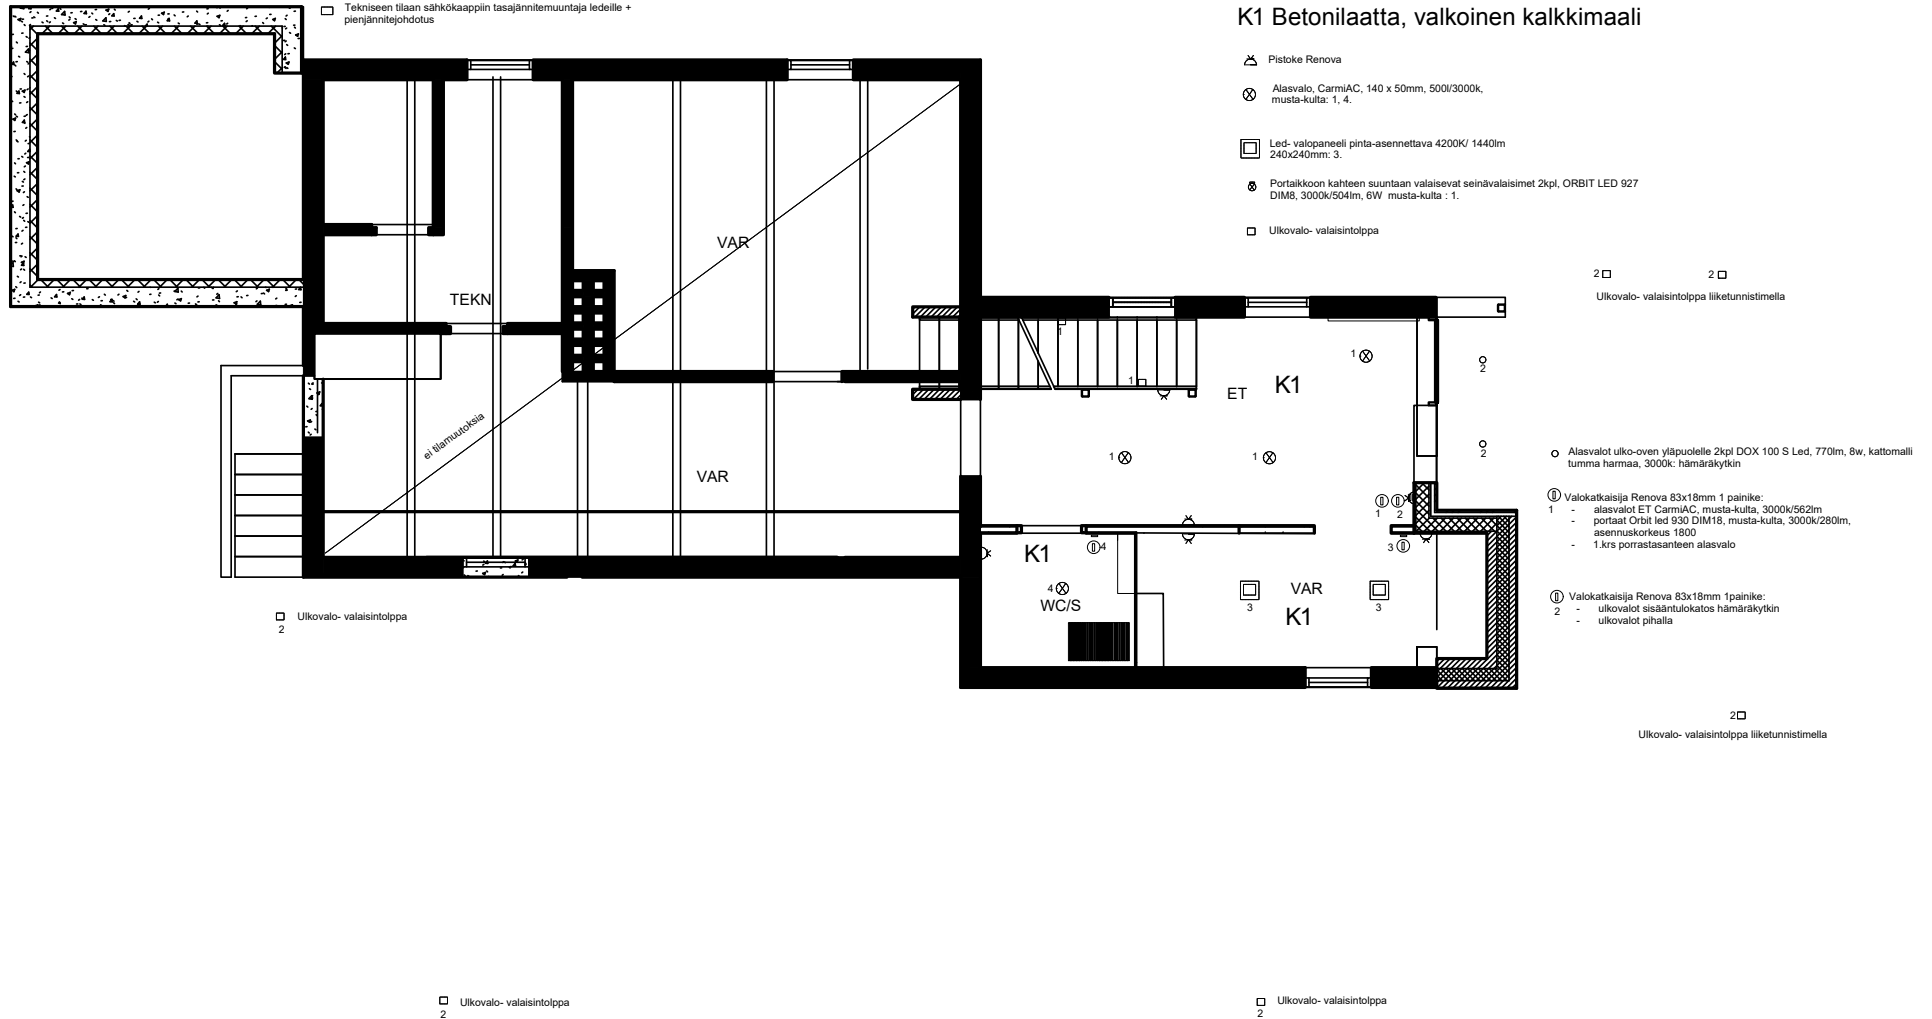 Tekniseen tilaan sähkökaappiin tasajännitemuuntaja ledeille +
pienjännitejohdotus
K1 Betonilaatta, valkoinen kalkkimaali
Pistoke Renova
Alasvalo, CarmiAC, 140 x 50mm, 500l/3000k,
musta-kulta: 1, 4.
Led- valopaneeli pinta-asennettava 4200K/ 1440lm
240x240mm: 3.
Portaikkoon kahteen suuntaan valaisevat seinävalaisimet 2kpl, ORBIT LED 927
DIM8, 3000k/504lm, 6W musta-kulta : 1.
Ulkovalo- valaisintolppa
2
2
Ulkovalo- valaisintolppa liiketunnistimella
VAR
TEKN
ei tilamuutoksia
VAR
1
1
1
ET
K1
1
1
2
2
1
2
Alasvalot ulko-oven yläpuolelle 2kpl DOX 100 S Led, 770lm, 8w, kattomalli
tumma harmaa, 3000k: hämäräkytkin
Valokatkaisija Renova 83x18mm 1 painike:
1 - alasvalot ET CarmiAC, musta-kulta, 3000k/562lm
- portaat Orbit led 930 DIM18, musta-kulta, 3000k/280lm,
asennuskorkeus 1800
- 1.krs porrastasanteen alasvalo
K1
4
3
4
WC/S
VAR
3
3
K1
Valokatkaisija Renova 83x18mm 1painike:
2 - ulkovalot sisääntulokatos hämäräkytkin
- ulkovalot pihalla
Ulkovalo- valaisintolppa
2
2
Ulkovalo- valaisintolppa liiketunnistimella
Ulkovalo- valaisintolppa
2
Ulkovalo- valaisintolppa
2